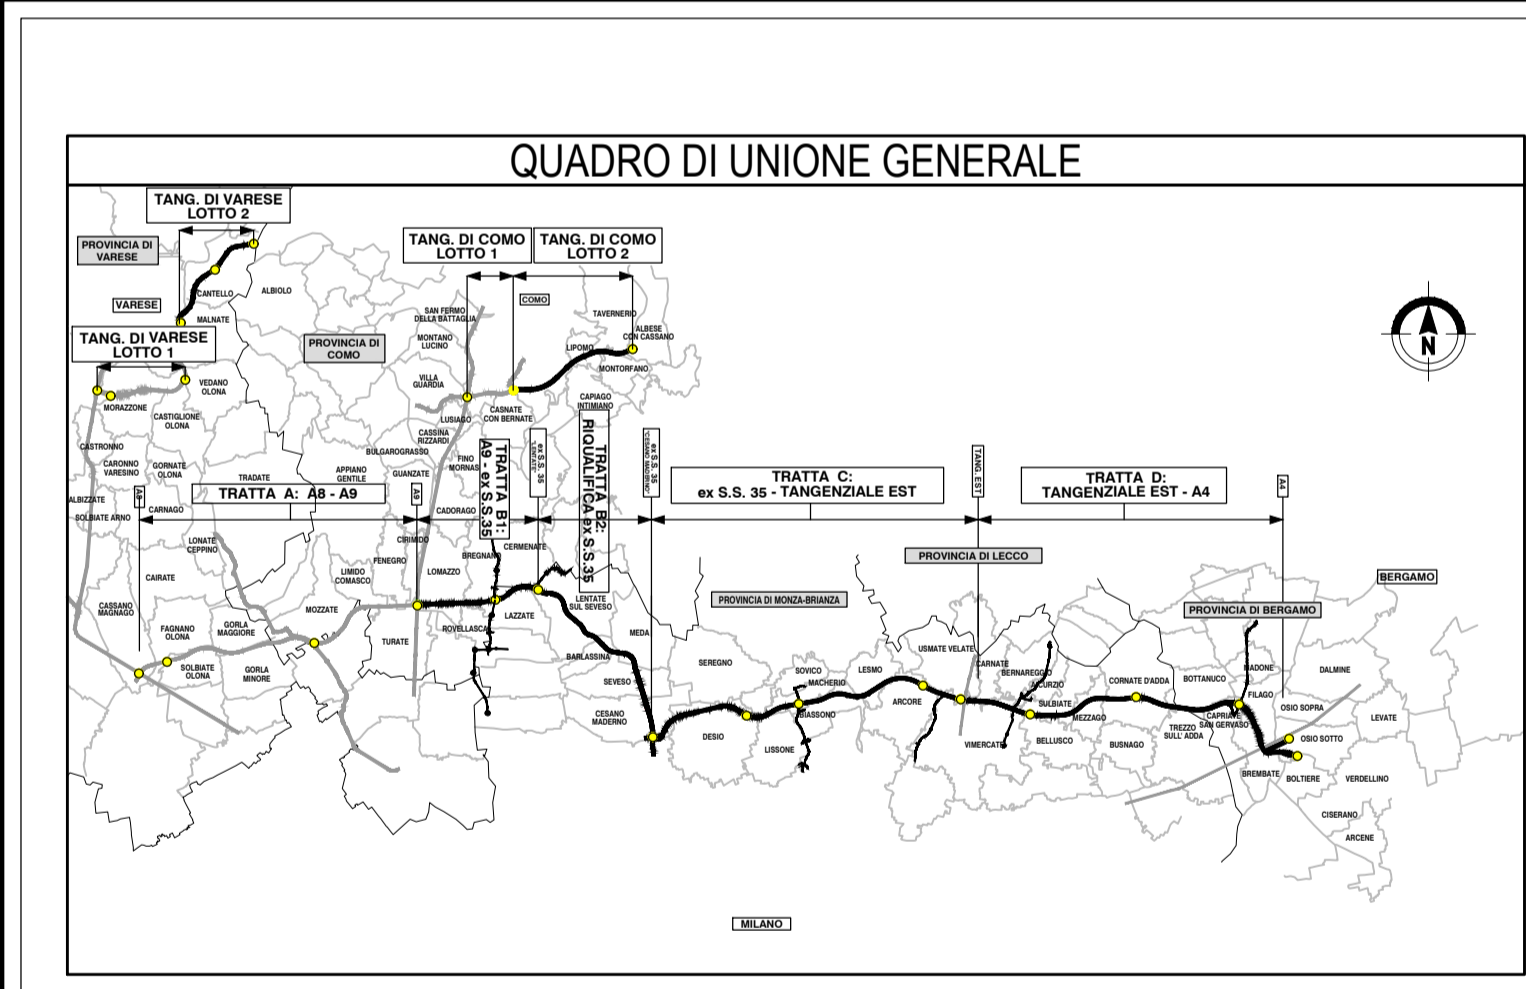 QUADRO DI UNIONE GENERALE
TANG. DI VARESE
LOTTO 2
PROVINCIA DI
VARESE
VARESE
CANTELLO
ALBIOLO
MALNATE
TANG. DI VARESE
LOTTO 1
PROVINCIA DI
COMO
TANG. DI COMO
LOTTO 1
TANG. DI COMO
LOTTO 2
COMO
SAN FERMO
DELLA BATTAGLIA
MONTANO
LUCINO
VILLA
GUARDIA
TAVERNERIO
ALBESE
CON CASSANO
LIPOMO
MONTORFANO
CAPIAGO
INTIMIANO
LUSIAGO
CASNATE
CON BERNATE
CASSINA
RIZZARDI
BULGAROGRASSO
FINO
MORNAS
GUANZATE
APPIANO
GENTILE
VEDANO
OLONA
MORAZZONE
CASTIGLIONE
OLONA
CASTRONNO
CARONNO
VARESINO
GORNATE
OLONA
TRADATE
ALBIZZATE
SOLBIATE ARNO
CARNAGO
A8
TRATTA A: A8 - A9
A9
TRATTA B1:
A9 - ex S.S.35
ex S.S. 35
"LENTATE"
TRATTA B2:
RIQUALIFICA ex S.S.35
ex S.S. 35
"CESANO MADERNO"
TRATTA C:
ex S.S. 35 - TANGENZIALE EST
TANG. EST
TRATTA D:
TANGENZIALE EST - A4
A4
N
CADORAGO
CIRIMIDO
LONATE
CEPPINO
FENEGRO
LIMIDO
COMASCO
LOMAZZO
BREGNANO
CERMENATE
CAIRATE
CASSANO
MAGNAGO
MOZZATE
FAGNANO
OLONA
GORLA
MAGGIORE
SOLBIATE
OLONA
GORLA
MINORE
TURATE
ROVELLASCA
LAZZATE
LENTATE
SUL SEVESO
MEDA
BARLASSINA
SEVESO
CESANO
MADERNO
PROVINCIA DI MONZA-BRIANZA
PROVINCIA DI LECCO
PROVINCIA DI BERGAMO
BERGAMO
SEREGNO
SOVICO
MACHERIO
LESMO
USMATE VELATE
CARNATE
BERNAREGGIO
AICURZIO
SULBIATE
CORNATE D'ADDA
BOTTANUCO
MADONE
FILAGO
DALMINE
OSIO SOPRA
LEVATE
DESIO
LISSONE
BIASSONO
ARCORE
VIMERCATE
MEZZAGO
BELLUSCO
BUSNAGO
TREZZO
SULL' ADDA
CAPRIATE
SAN GERVASO
OSIO SOTTO
BREMBATE
BOLTIERE
VERDELLINO
CISERANO
ARCENE
MILANO